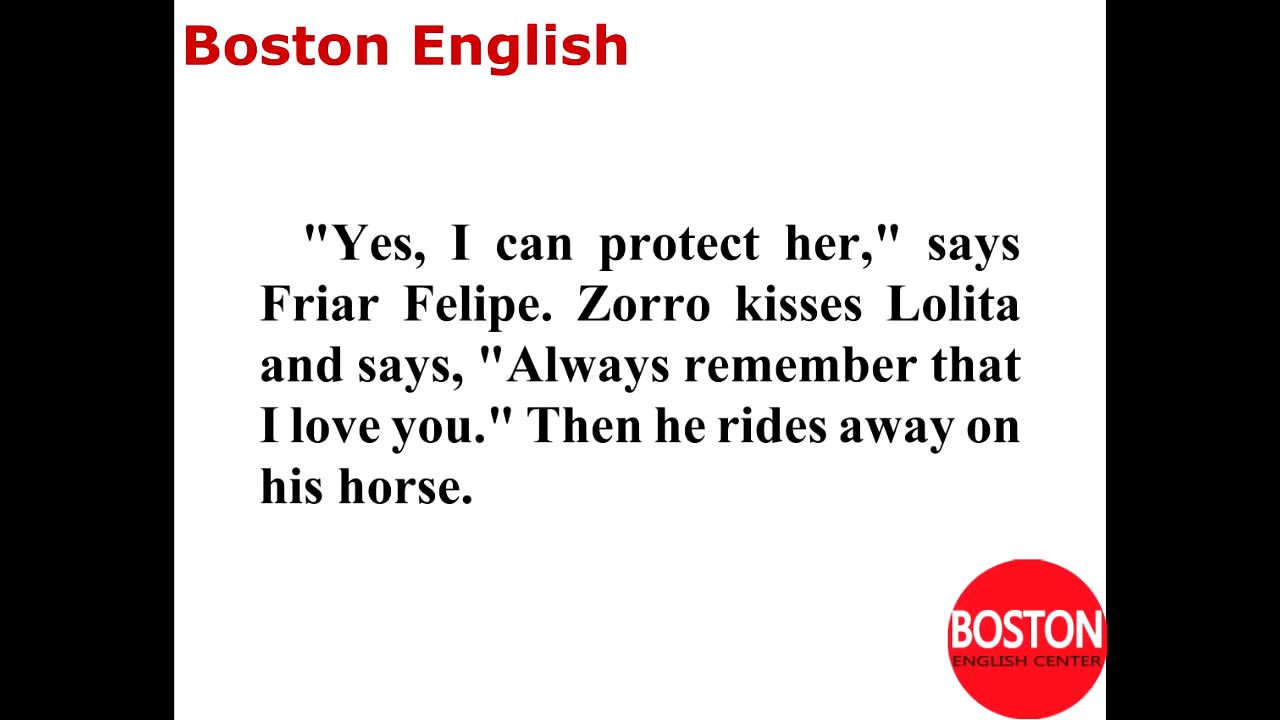 Boston English
"Yes, I can protect her," says
Friar Felipe. Zorro kisses Lolita
and says, "Always remember that
I love you." Then he rides away on
his horse.
BOSTON
ENGLISH CENTER